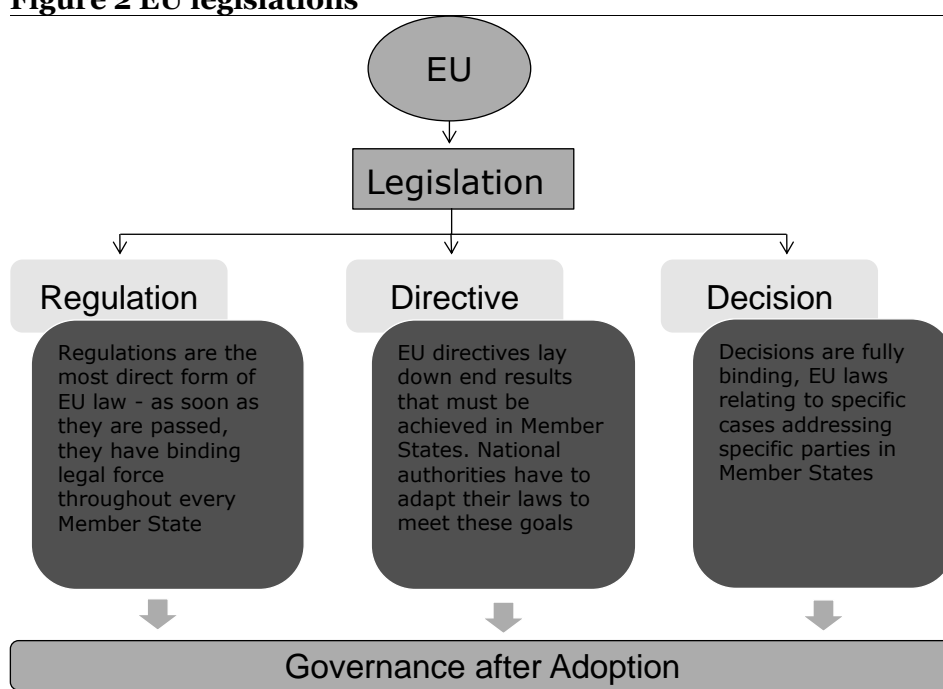 Figure 2 EU legislations
EU
Legislation
Regulation
Directive
Decision
Regulations are the
most direct form of
EU law - as soon as
they are passed,
they have binding
legal force
throughout every
Member State
EU directives lay
down end results
that must be
achieved in Member
States. National
authorities have to
adapt their laws to
meet these goals
Decisions are fully
binding, EU laws
relating to specific
cases addressing
specific parties in
Member States
Governance after Adoption